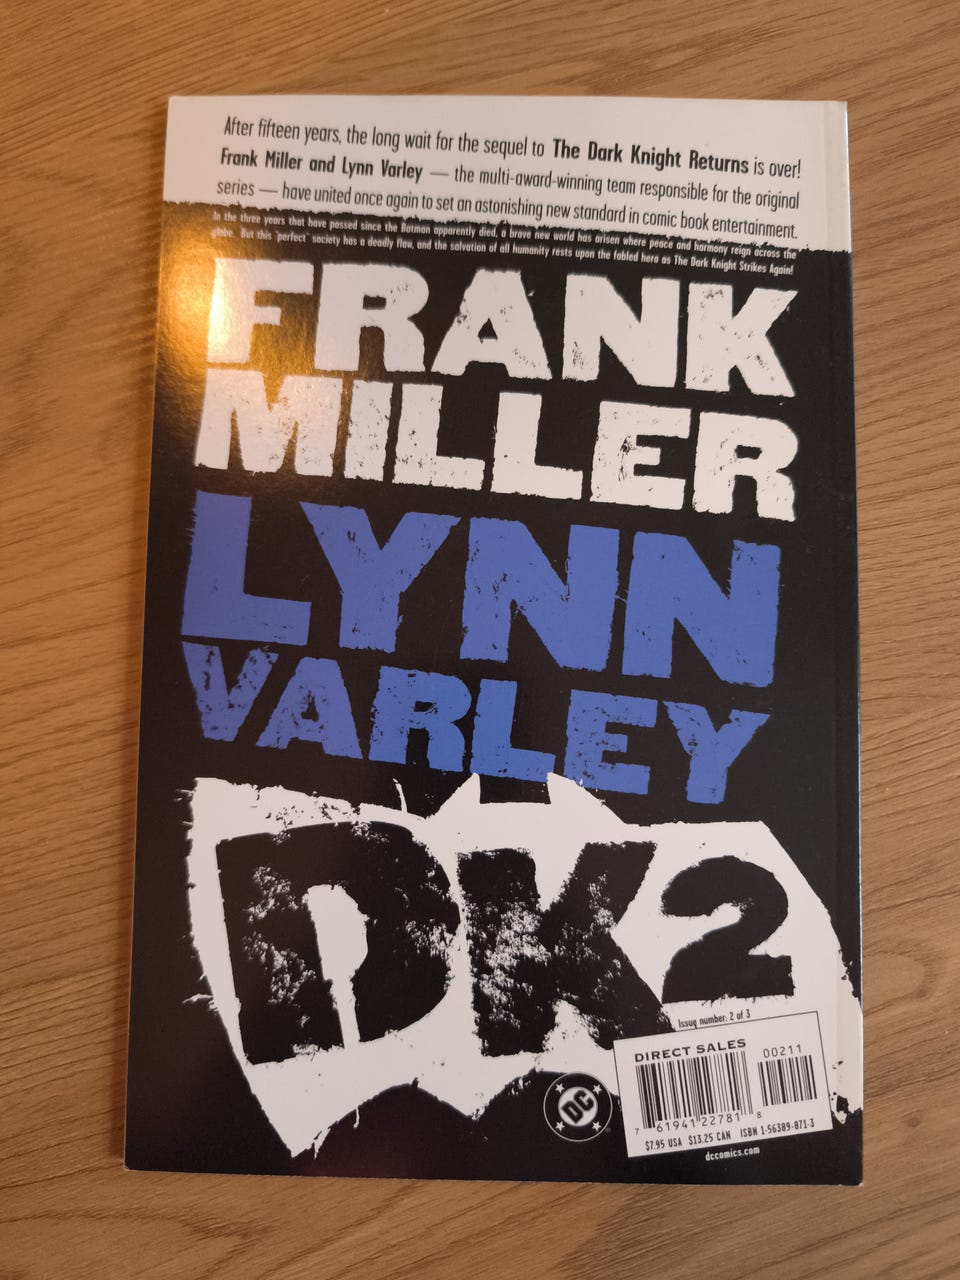 After fifteen years, the long wait for the sequel to The Dark Knight Returns is over!
Frank Miller and Lynn Varley — the multi-award-winning team responsible for the original
series — have united once again to set an astonishing new standard in comic book entertainment.
In the three years that have passed since the Batman apparently died, a brave new world has arisen where peace and harmony reign across the
globe. But this "perfect" society has a deadly flaw, and the salvation of all humanity rests upon the fabled hero as The Dark Knight Strikes Again!
FRANK
MILLER
LYNN
VARLEY
DK2
Issue number: 2 of 3
DIRECT SALES
00211
7 61941 22781 8
$7.95 USA $13.25 CAN ISBN 1-56389-871-3
DC
dccomics.com